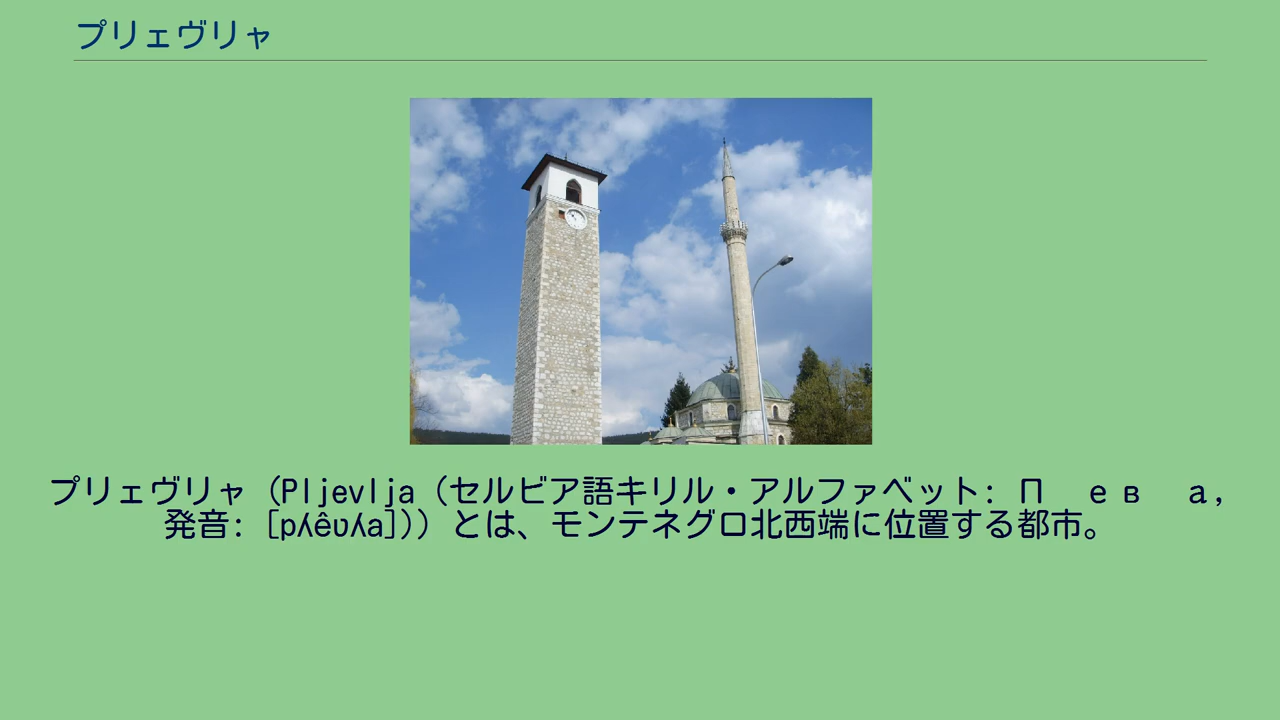 プリェヴリャ
プリェヴリャ（Pljevlja（セルビア語キリル・アルファベット: П　ев　а,
発音: [pʎêʋʎa]））とは、モンテネグロ北西端に位置する都市。